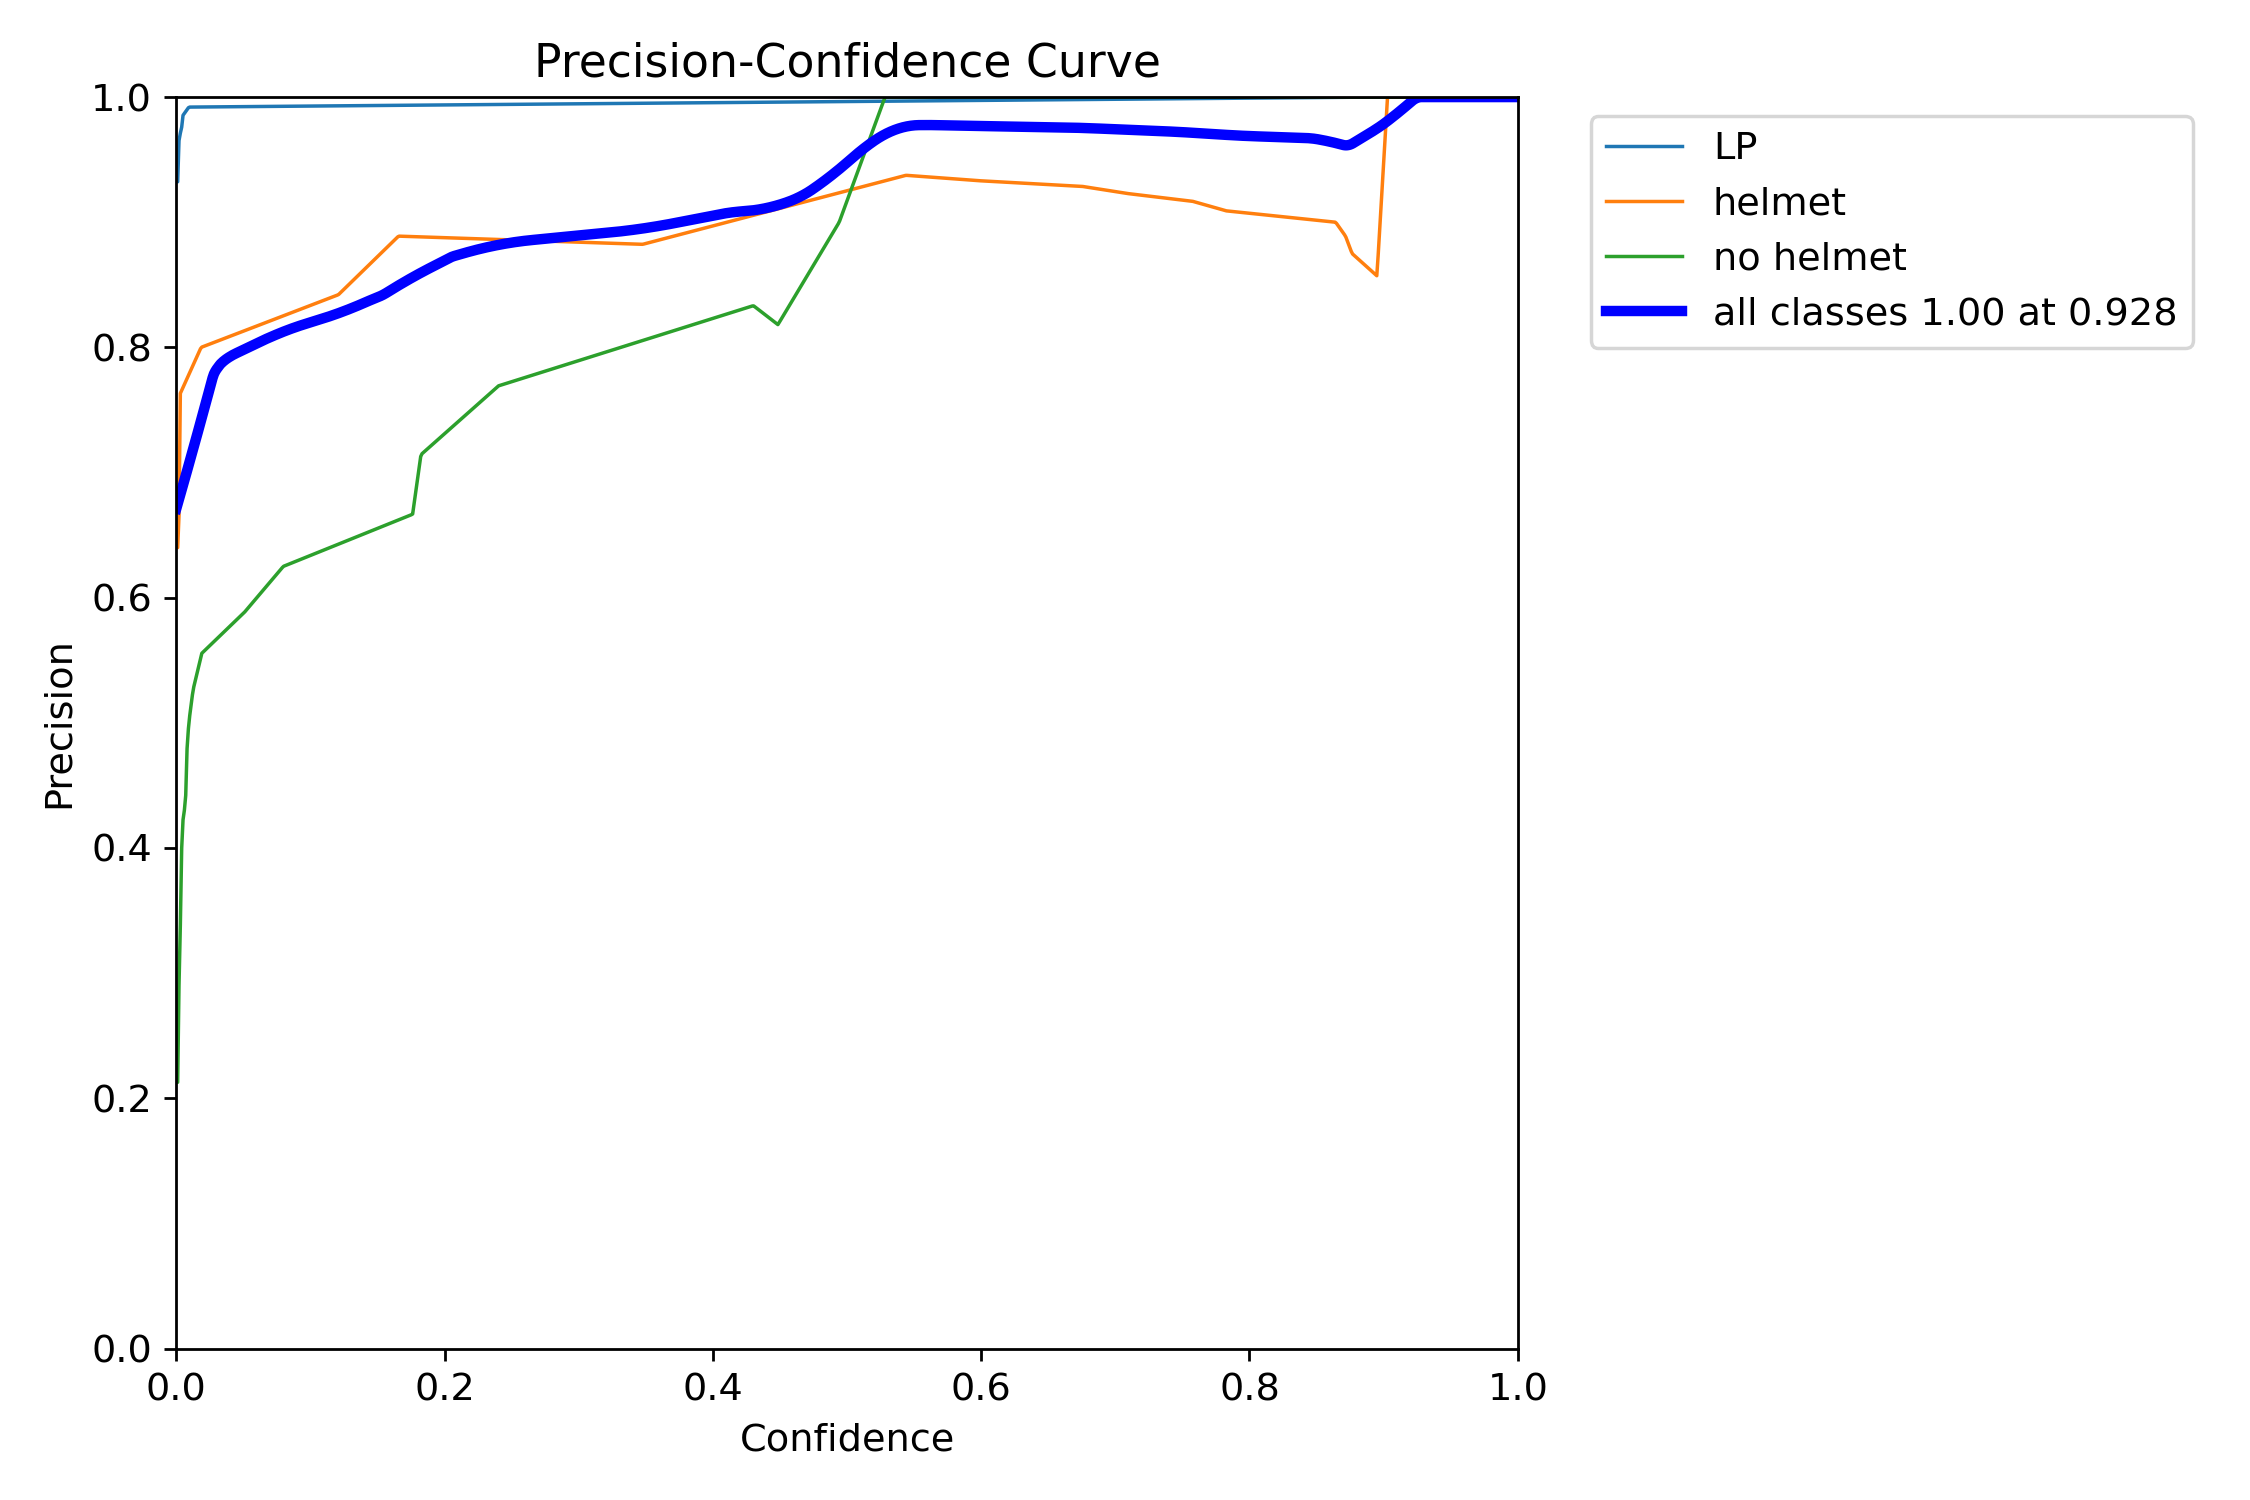 Precision-Confidence Curve
1.0
0.8
0.6
0.4
0.2
0.0
Precision
0.0 0.2 0.4 0.6 0.8 1.0
Confidence
LP
helmet
no helmet
all classes 1.00 at 0.928